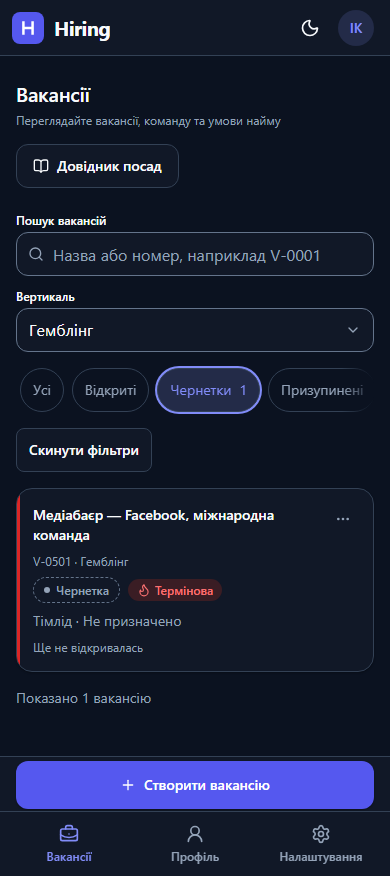 H Hiring
ІК
Вакансії
Переглядайте вакансії, команду та умови найму
Довідник посад
Пошук вакансій
Назва або номер, наприклад V-0001
Вертикаль
Гемблінг
Усі Відкриті Чернетки 1 Призупинені
Скинути фільтри
Медіабаєр — Facebook, міжнародна
команда
V-0501 · Гемблінг
Чернетка Термінова
Тімлід · Не призначено
Ще не відкривалась
Показано 1 вакансію
Створити вакансію
Вакансії Профіль Налаштування